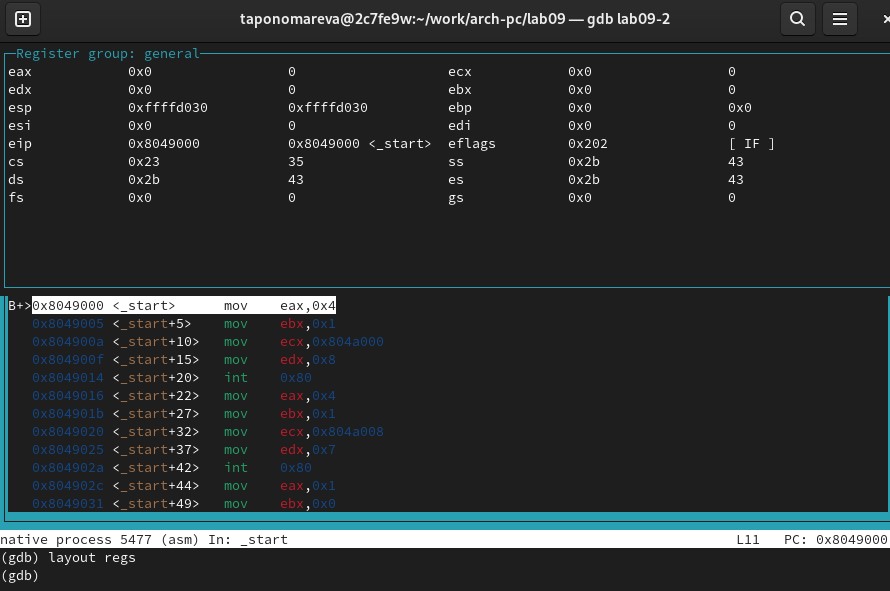 taponomareva@2c7fe9w:~/work/arch-pc/lab09 — gdb lab09-2
Register group: general
eax 0x0 0 ecx 0x0 0
edx 0x0 0 ebx 0x0 0
esp 0xffffd030 0xffffd030 ebp 0x0 0x0
esi 0x0 0 edi 0x0 0
eip 0x8049000 0x8049000 <_start> eflags 0x202 [ IF ]
cs 0x23 35 ss 0x2b 43
ds 0x2b 43 es 0x2b 43
fs 0x0 0 gs 0x0 0
B+>0x8049000 <_start> mov eax,0x4
0x8049005 <_start+5> mov ebx,0x1
0x804900a <_start+10> mov ecx,0x804a000
0x804900f <_start+15> mov edx,0x8
0x8049014 <_start+20> int 0x80
0x8049016 <_start+22> mov eax,0x4
0x804901b <_start+27> mov ebx,0x1
0x8049020 <_start+32> mov ecx,0x804a008
0x8049025 <_start+37> mov edx,0x7
0x804902a <_start+42> int 0x80
0x804902c <_start+44> mov eax,0x1
0x8049031 <_start+49> mov ebx,0x0
native process 5477 (asm) In: _start L11 PC: 0x8049000
(gdb) layout regs
(gdb)